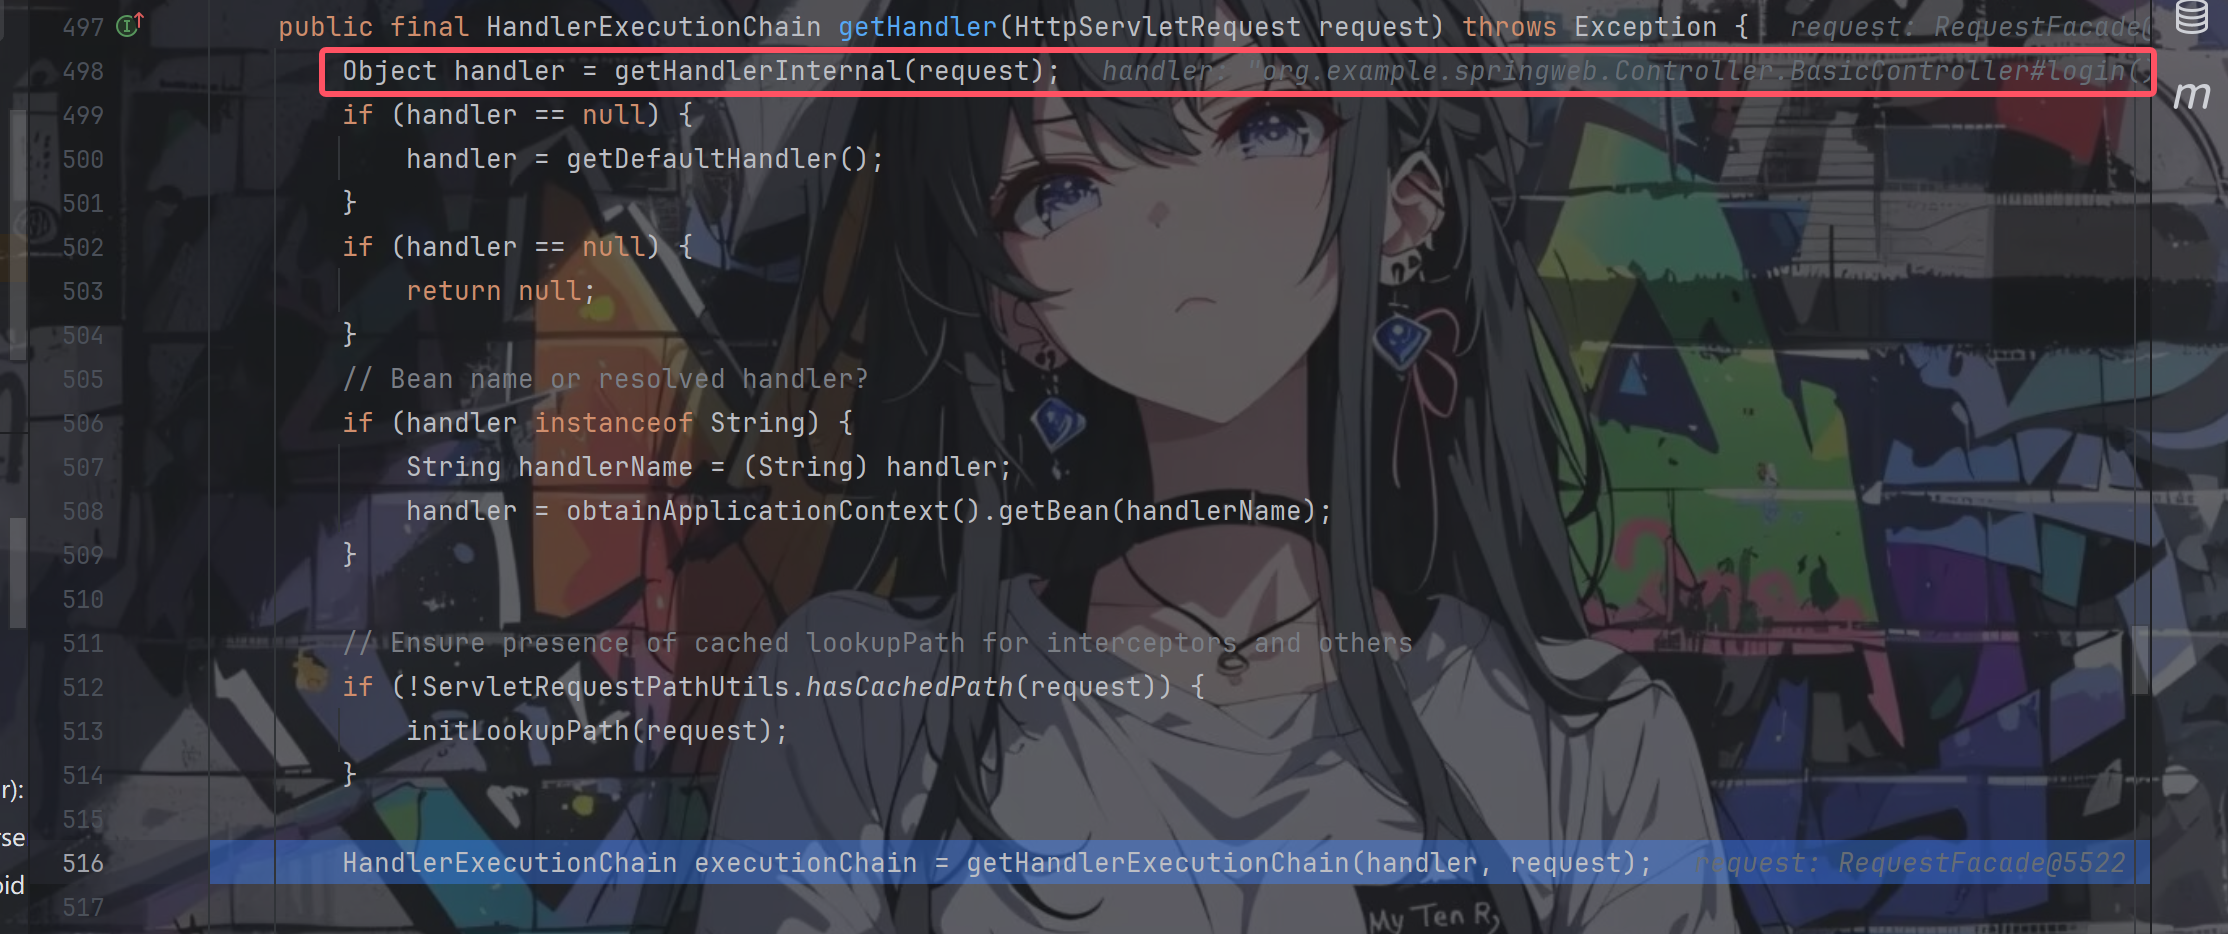 497 public final HandlerExecutionChain getHandler(HttpServletRequest request) throws Exception { request: RequestFacade@
498 Object handler = getHandlerInternal(request); handler: "org.example.springweb.Controller.BasicController#login(
499 if (handler == null) {
500 handler = getDefaultHandler();
501 }
502 if (handler == null) {
503 return null;
504 }
505 // Bean name or resolved handler?
506 if (handler instanceof String) {
507 String handlerName = (String) handler;
508 handler = obtainApplicationContext().getBean(handlerName);
509 }
510
511 // Ensure presence of cached lookupPath for interceptors and others
512 if (!ServletRequestPathUtils.hasCachedPath(request)) {
513 initLookupPath(request);
514 }
515
516 HandlerExecutionChain executionChain = getHandlerExecutionChain(handler, request); request: RequestFacade@5522
517
r):
rse
oid
m
My Ten R